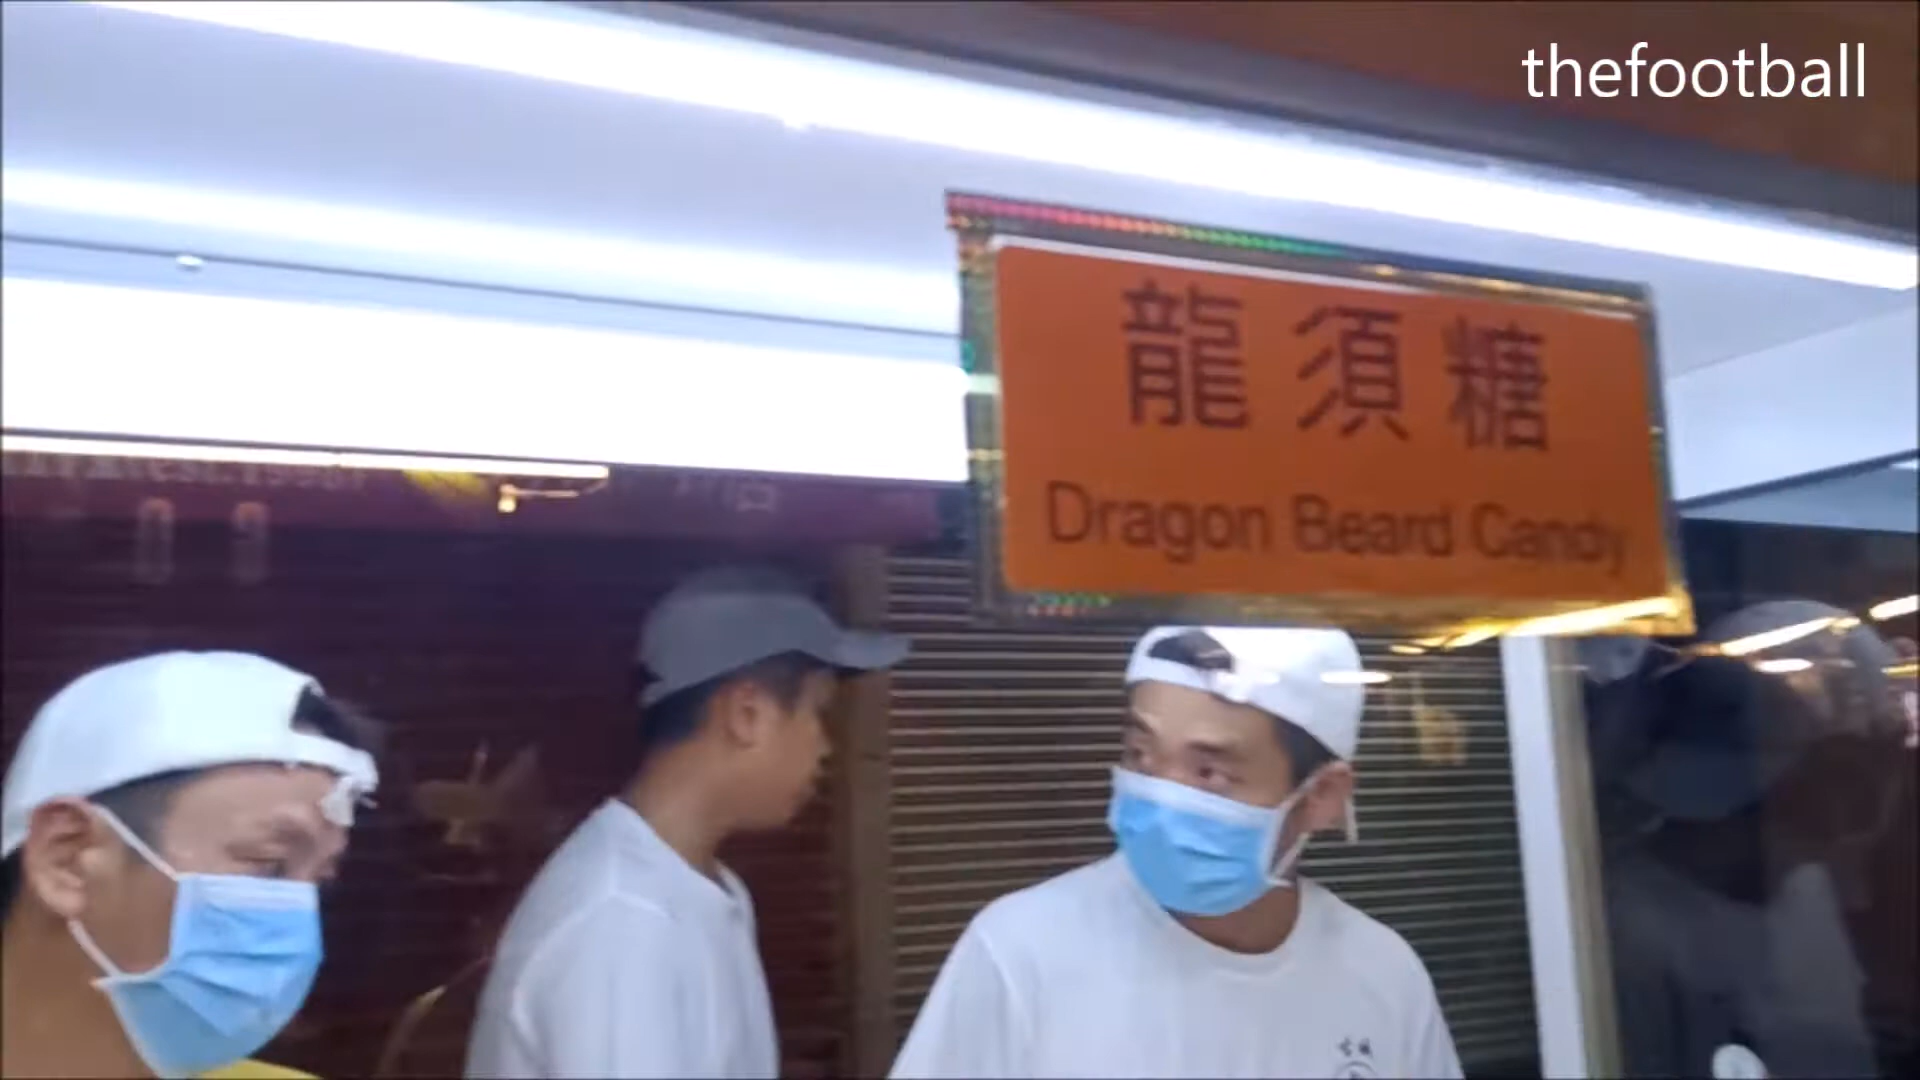 thefootball
龍須糖
Dragon Beard Candy